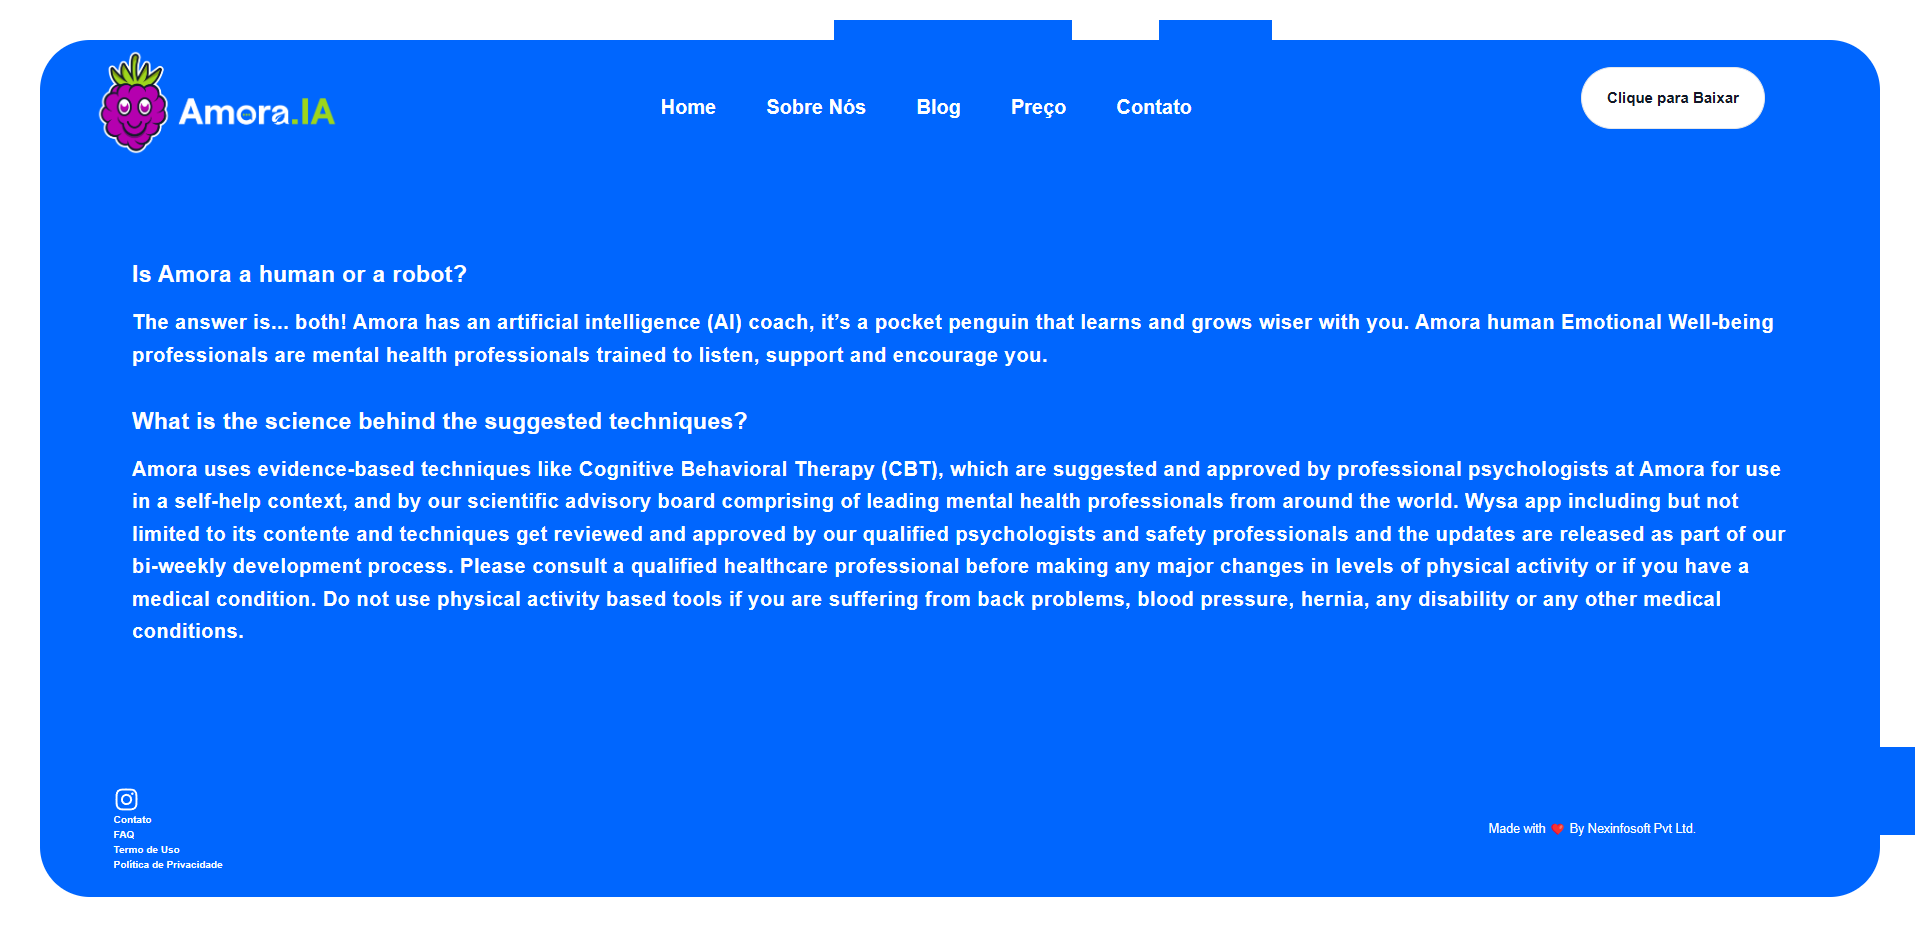 Amora.IA
Home Sobre Nós Blog Preço Contato
Clique para Baixar
Is Amora a human or a robot?
The answer is... both! Amora has an artificial intelligence (AI) coach, it’s a pocket penguin that learns and grows wiser with you. Amora human Emotional Well-being
professionals are mental health professionals trained to listen, support and encourage you.
What is the science behind the suggested techniques?
Amora uses evidence-based techniques like Cognitive Behavioral Therapy (CBT), which are suggested and approved by professional psychologists at Amora for use
in a self-help context, and by our scientific advisory board comprising of leading mental health professionals from around the world. Wysa app including but not
limited to its contente and techniques get reviewed and approved by our qualified psychologists and safety professionals and the updates are released as part of our
bi-weekly development process. Please consult a qualified healthcare professional before making any major changes in levels of physical activity or if you have a
medical condition. Do not use physical activity based tools if you are suffering from back problems, blood pressure, hernia, any disability or any other medical
conditions.
Contato
FAQ
Termo de Uso
Política de Privacidade
Made with ❤️ By Nexinfosoft Pvt Ltd.